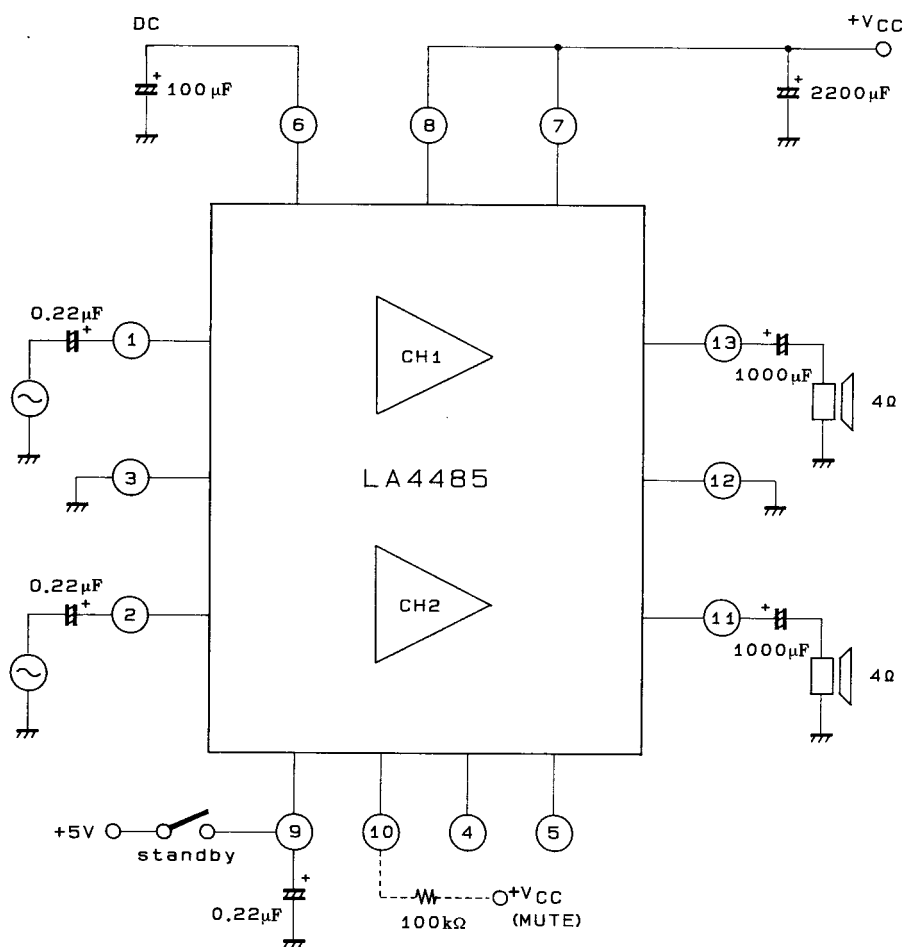 DC
+VCC
+
100μF
+
2200μF
6
8
7
0.22μF
+
1
CH1
13
+
1000μF
4Ω
3
LA4485
12
0.22μF
+
2
CH2
11
+
1000μF
4Ω
+5V
standby
9
10
4
5
+
0.22μF
100kΩ
+VCC
(MUTE)